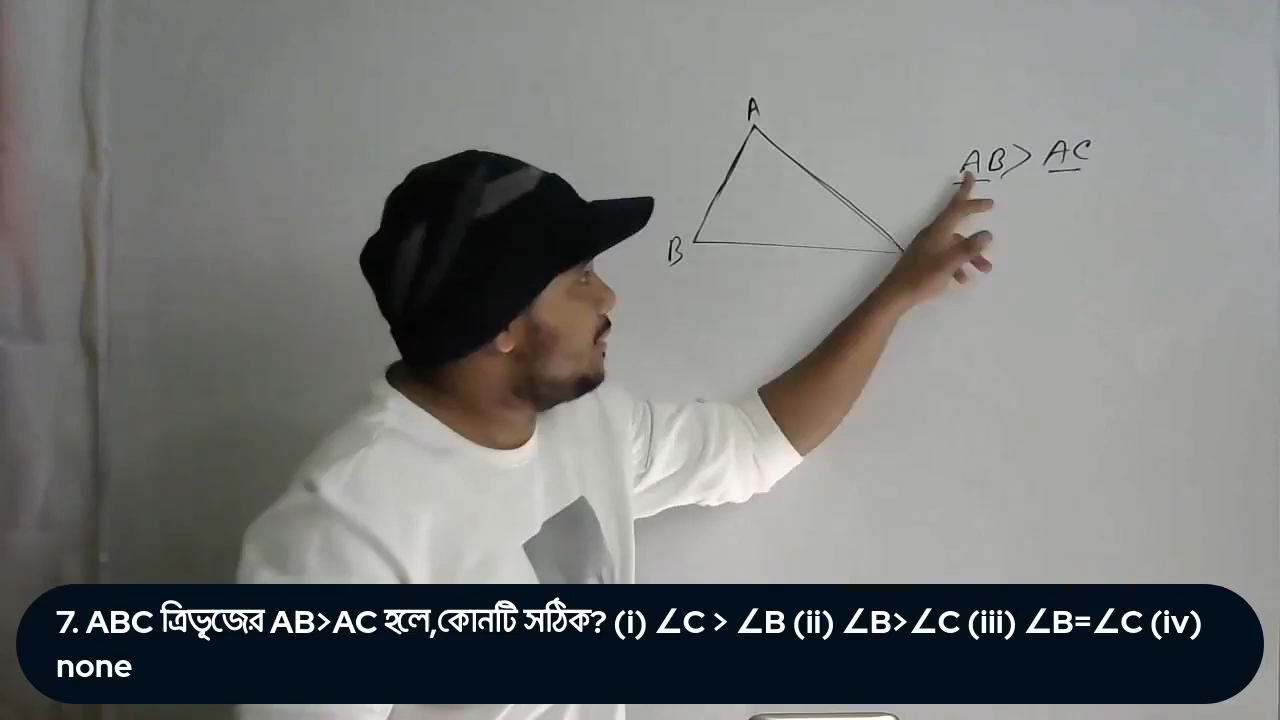 A
AB > AC
B
7. ABC ত্রিভূজের AB>AC হলে,কোনটি সঠিক? (i) ∠C > ∠B (ii) ∠B>∠C (iii) ∠B=∠C (iv)
none